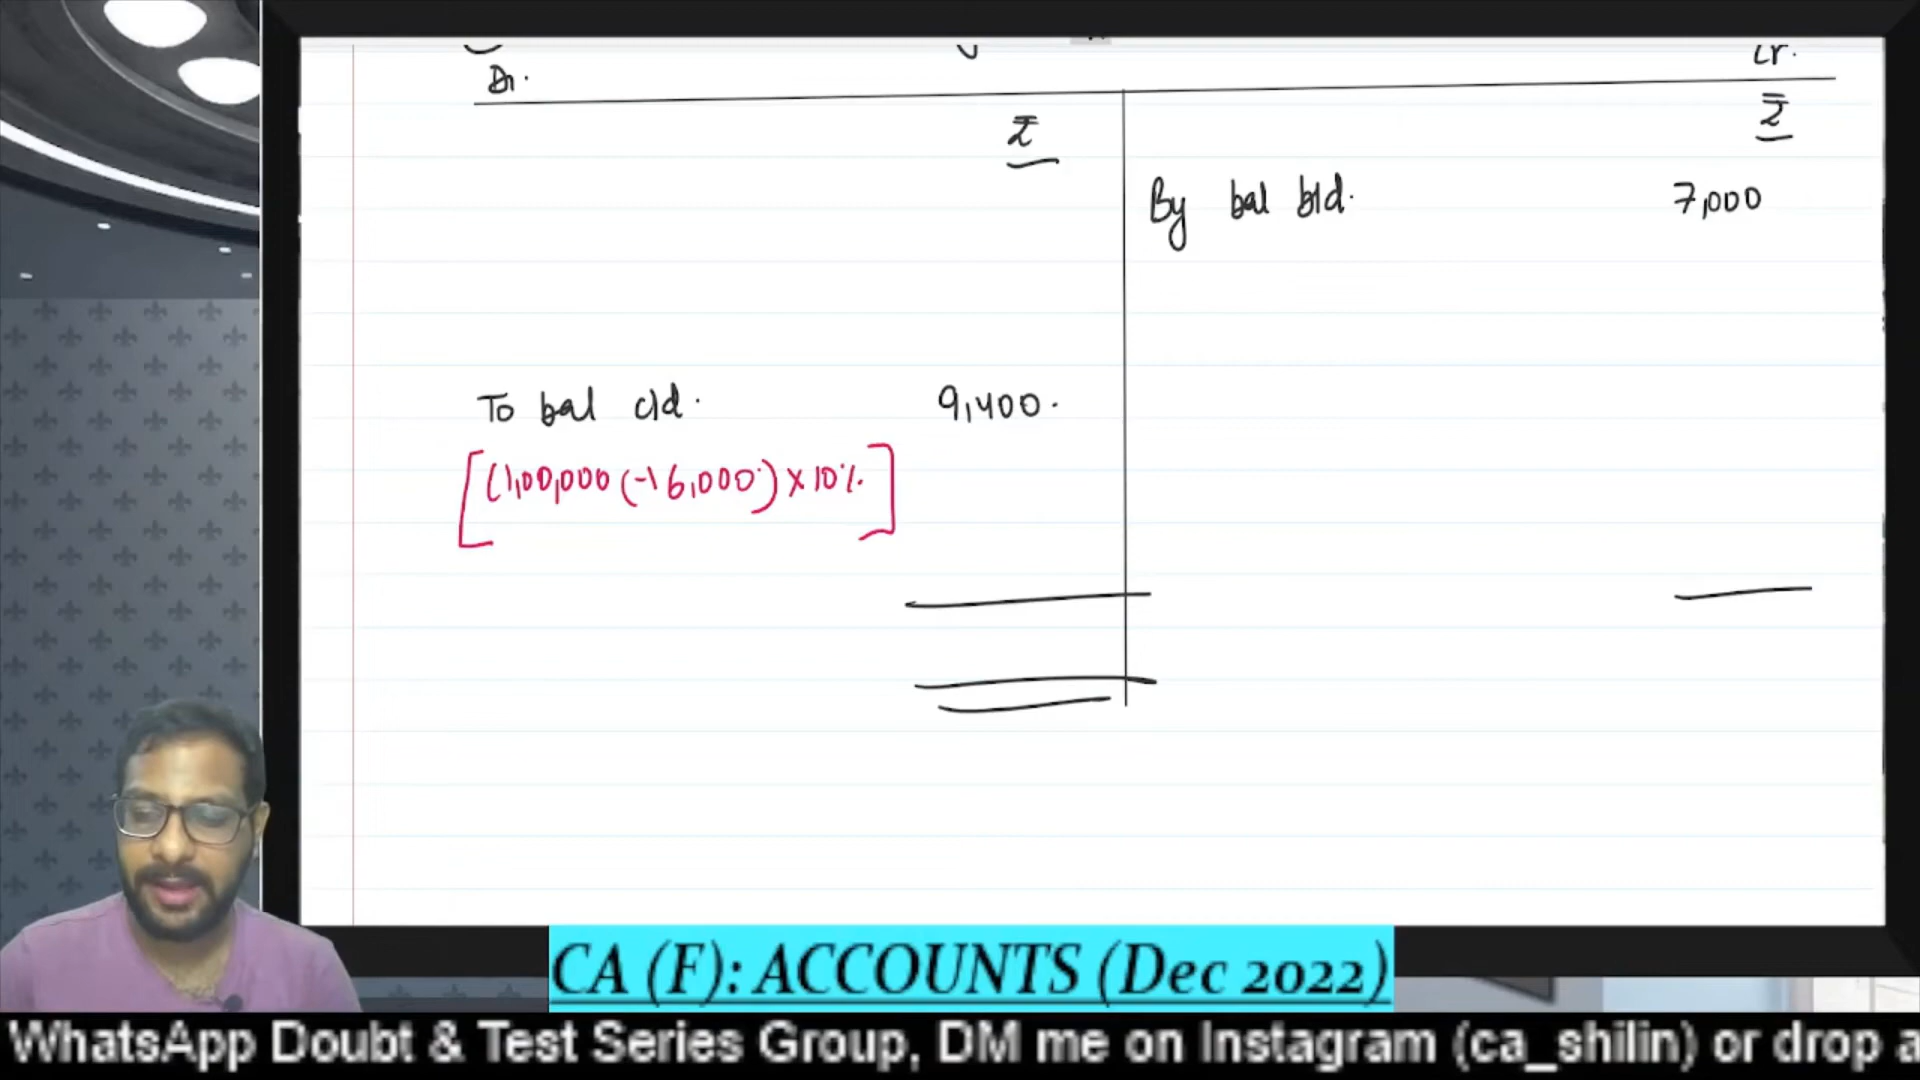 Dr. Cr.
₹ ₹
By bal b/d. 7,000
To bal c/d. 9,400.
[(1,00,000 (-) 6,000) × 10%]
CA (F): ACCOUNTS (Dec 2022)
WhatsApp Doubt & Test Series Group, DM me on Instagram (ca_shilin) or drop a